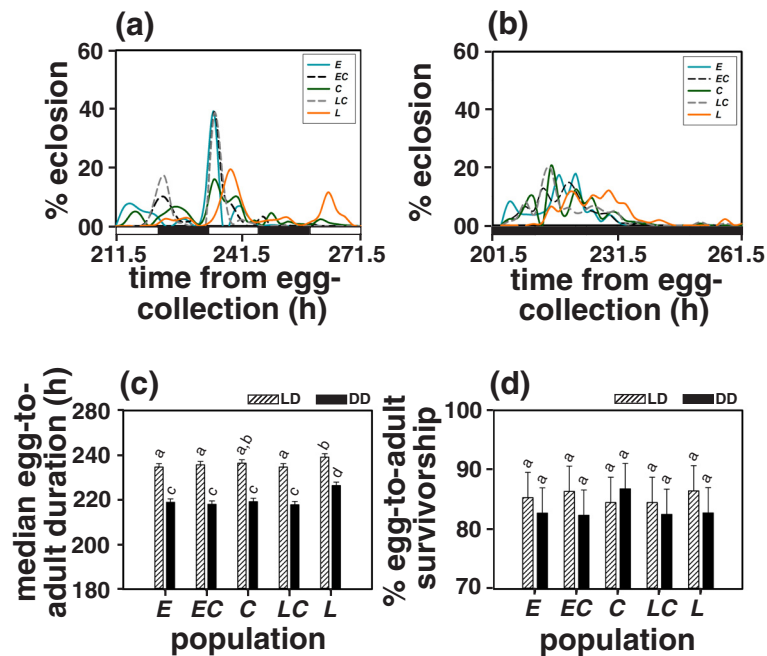 (a)
60
40
20
00
% eclosion
E
EC
C
LC
L
211.5 241.5 271.5
time from egg-
collection (h)
(b)
60
40
20
00
% eclosion
E
EC
C
LC
L
201.5 231.5 261.5
time from egg-
collection (h)
(c)
LD DD
280
260
240
220
200
180
median egg-to-
adult duration (h)
a c a c a,b c a c b d
E EC C LC L
population
(d)
LD DD
100
90
80
70
% egg-to-adult
survivorship
a a a a a a a a a a
E EC C LC L
population